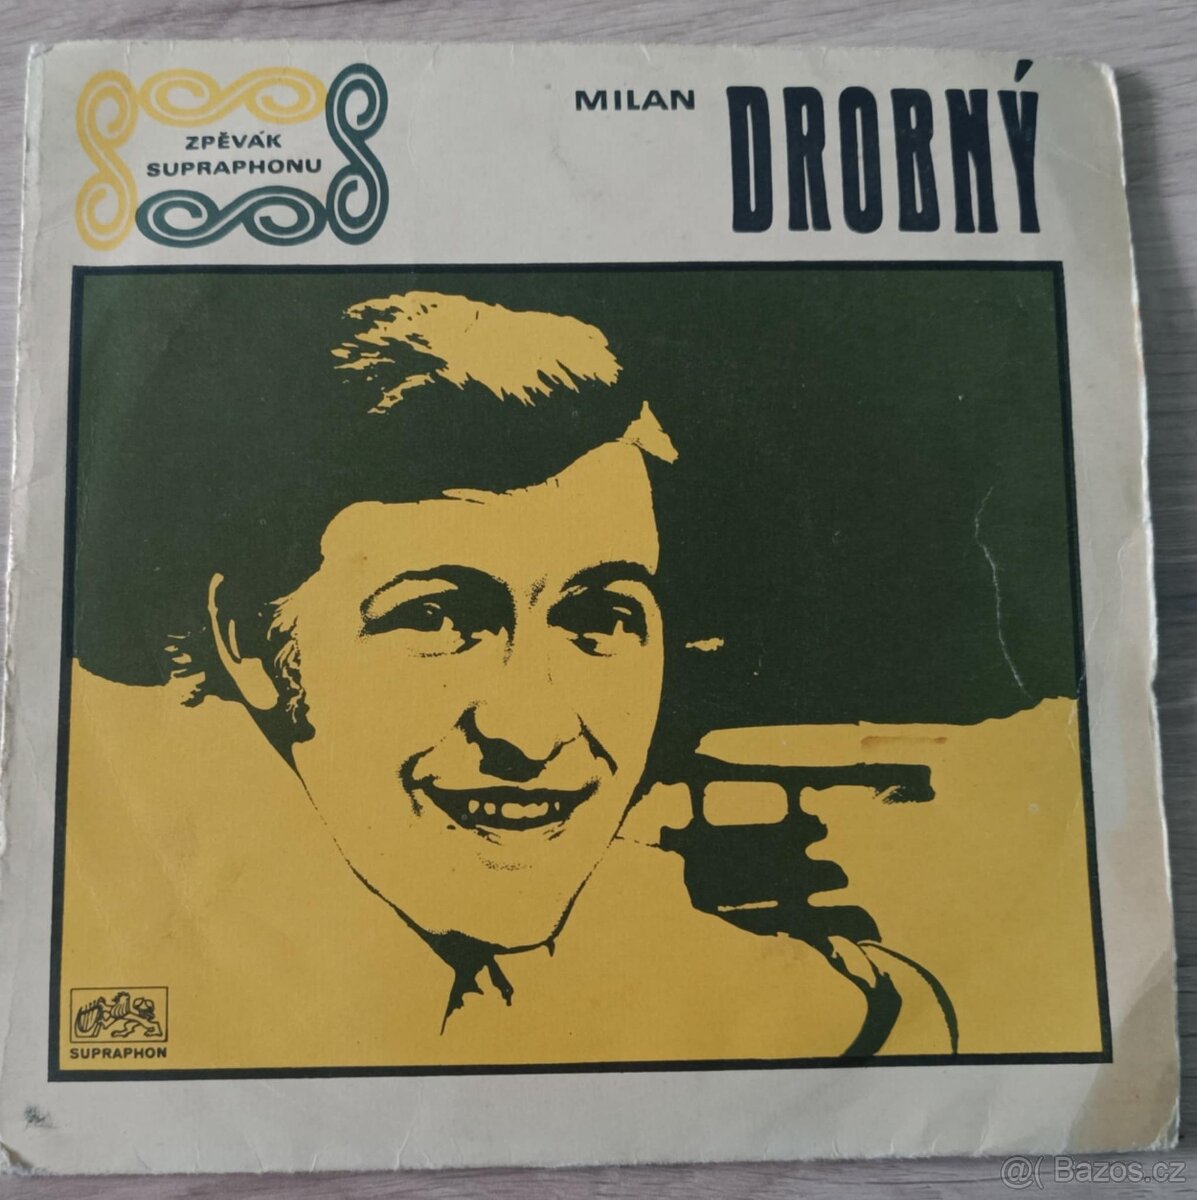 ZPĚVÁK
SUPRAPHONU
MILAN DROBNÝ
SUPRAPHON
@( Bazos.cz